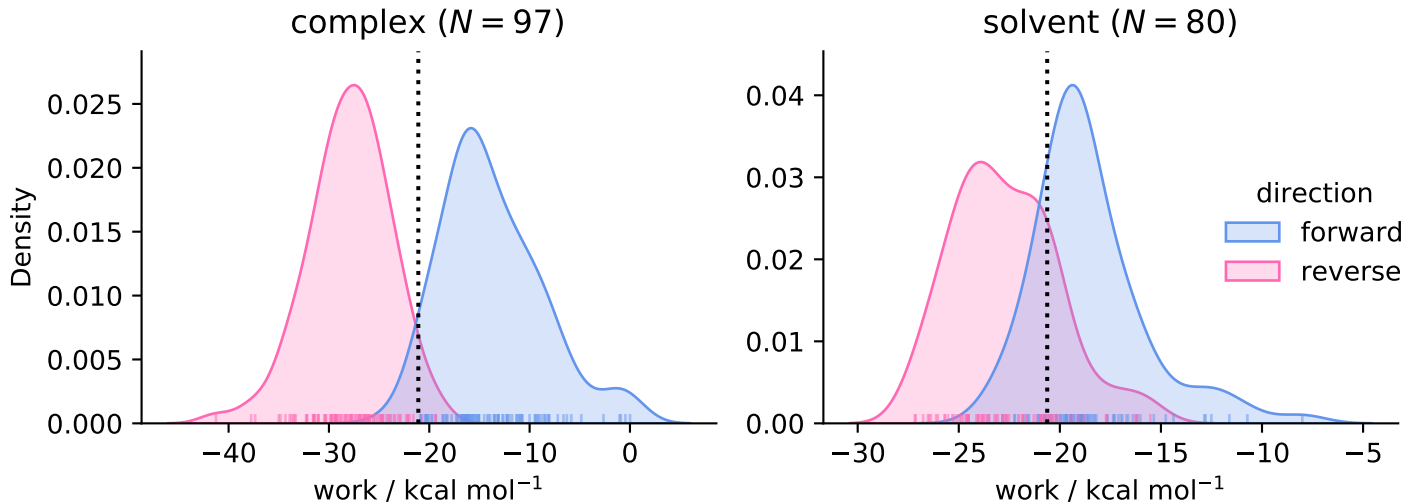 complex (N = 97)
Density
0.025
0.020
0.015
0.010
0.005
0.000
−40 −30 −20 −10 0
work / kcal mol⁻¹
solvent (N = 80)
0.04
0.03
0.02
0.01
0.00
−30 −25 −20 −15 −10 −5
work / kcal mol⁻¹
direction
forward
reverse